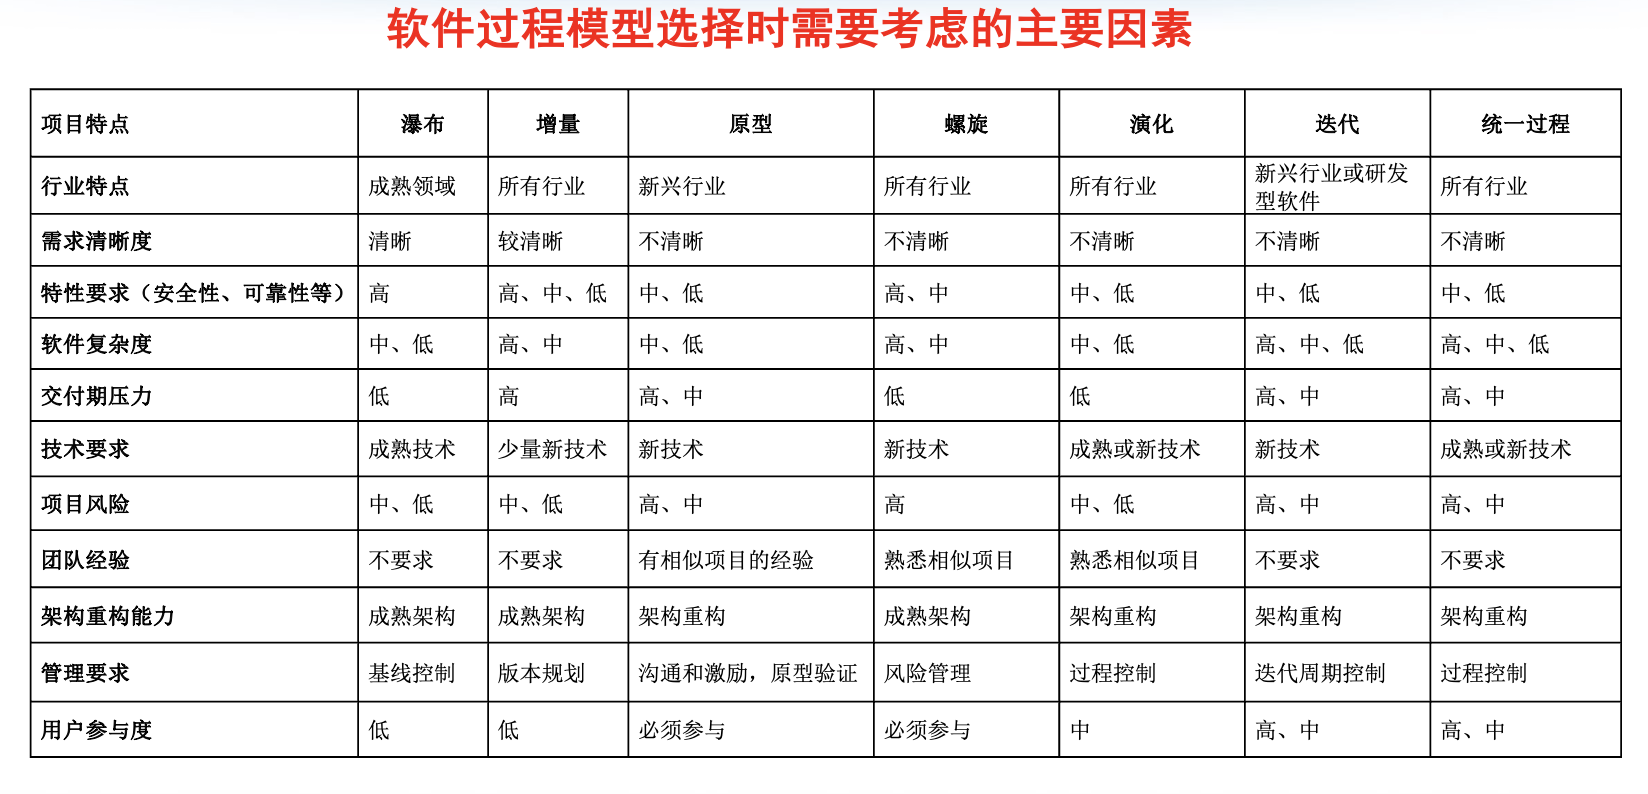 软件过程模型选择时需要考虑的主要因素
项目特点 瀑布 增量 原型 螺旋 演化 迭代 统一过程
行业特点 成熟领域 所有行业 新兴行业 所有行业 所有行业 新兴行业或研发型软件 所有行业
需求清晰度 清晰 较清晰 不清晰 不清晰 不清晰 不清晰 不清晰
特性要求（安全性、可靠性等） 高 高、中、低 中、低 高、中 中、低 中、低 中、低
软件复杂度 中、低 高、中 中、低 高、中 中、低 高、中、低 高、中、低
交付期压力 低 高 高、中 低 低 高、中 高、中
技术要求 成熟技术 少量新技术 新技术 新技术 成熟或新技术 新技术 成熟或新技术
项目风险 中、低 中、低 高、中 高 中、低 高、中 高、中
团队经验 不要求 不要求 有相似项目的经验 熟悉相似项目 熟悉相似项目 不要求 不要求
架构重构能力 成熟架构 成熟架构 架构重构 成熟架构 架构重构 架构重构 架构重构
管理要求 基线控制 版本规划 沟通和激励，原型验证 风险管理 过程控制 迭代周期控制 过程控制
用户参与度 低 低 必须参与 必须参与 中 高、中 高、中